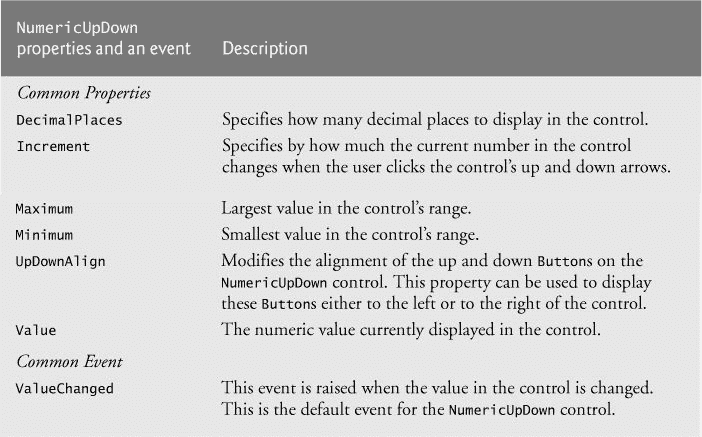 NumericUpDown
properties and an event Description
Common Properties
DecimalPlaces Specifies how many decimal places to display in the control.
Increment Specifies by how much the current number in the control
changes when the user clicks the control’s up and down arrows.
Maximum Largest value in the control’s range.
Minimum Smallest value in the control’s range.
UpDownAlign Modifies the alignment of the up and down Buttons on the
NumericUpDown control. This property can be used to display
these Buttons either to the left or to the right of the control.
Value The numeric value currently displayed in the control.
Common Event
ValueChanged This event is raised when the value in the control is changed.
This is the default event for the NumericUpDown control.